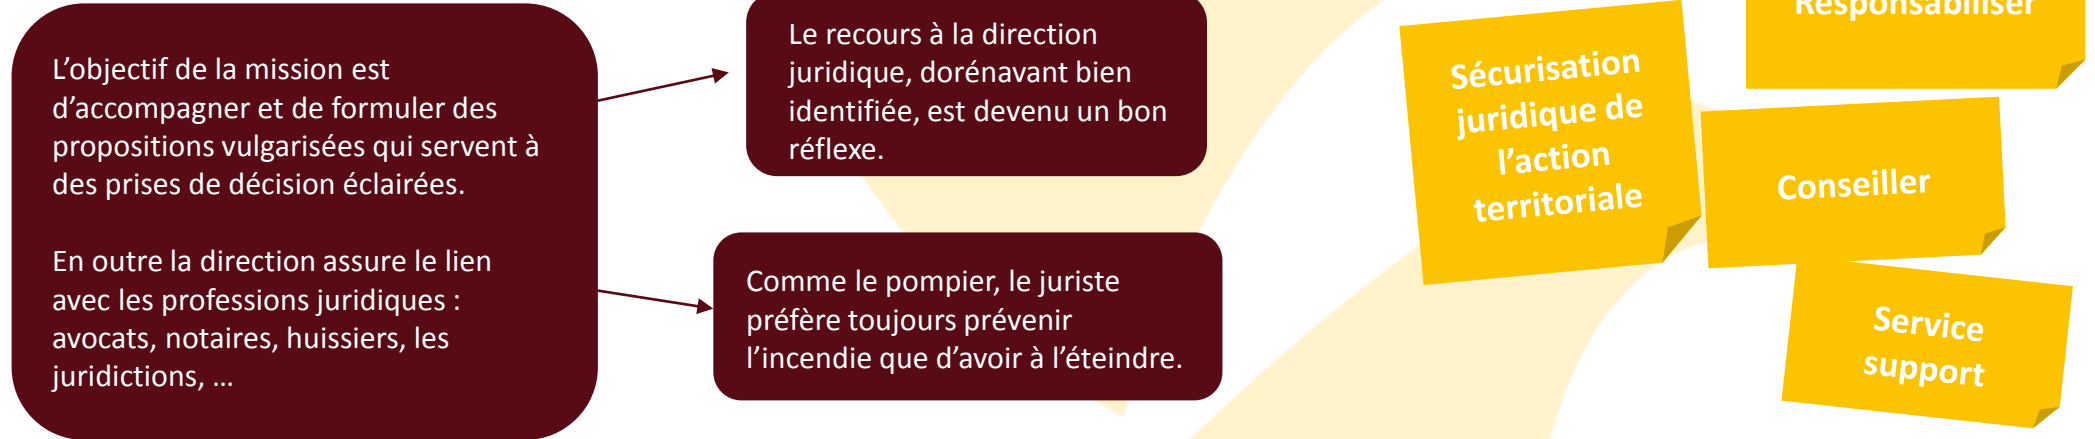 L'objectif de la mission est
d'accompagner et de formuler des
propositions vulgarisées qui servent à
des prises de décision éclairées.
En outre la direction assure le lien
avec les professions juridiques :
avocats, notaires, huissiers, les
juridictions, …
Le recours à la direction
juridique, dorénavant bien
identifiée, est devenu un bon
réflexe.
Comme le pompier, le juriste
préfère toujours prévenir
l'incendie que d'avoir à l'éteindre.
Sécurisation
juridique de
l'action
territoriale
Responsabiliser
Conseiller
Service
support